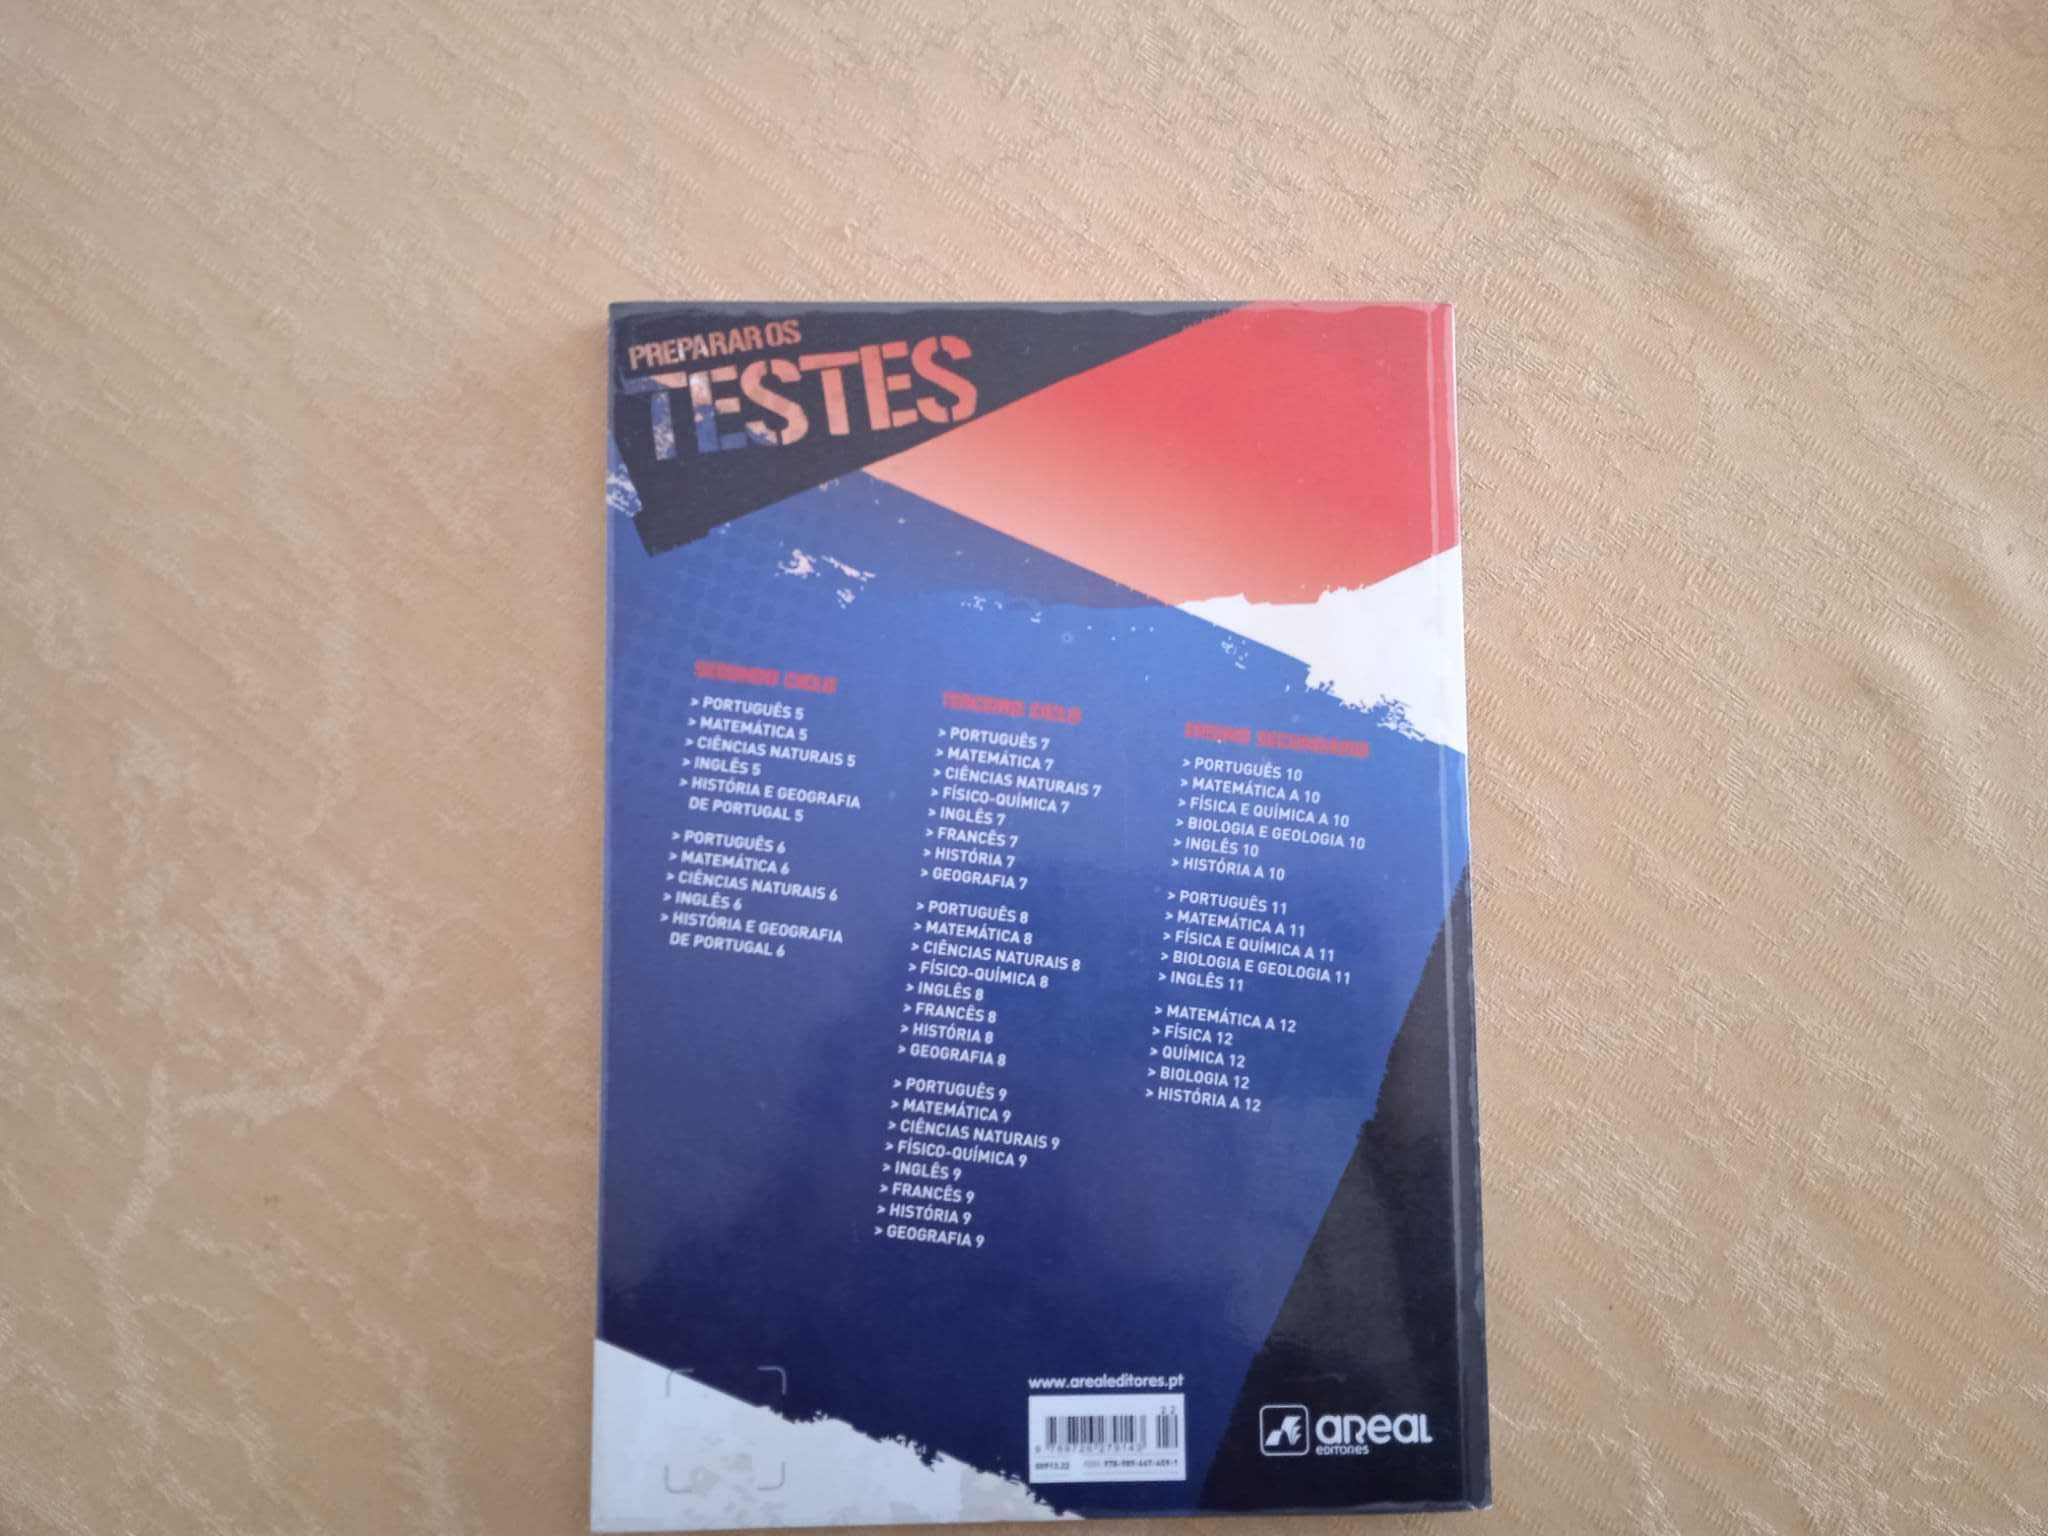 PREPARAR OS
TESTES
SEGUNDO CICLO
> PORTUGUÊS 5
> MATEMÁTICA 5
> CIÊNCIAS NATURAIS 5
> INGLÊS 5
> HISTÓRIA E GEOGRAFIA
DE PORTUGAL 5
> PORTUGUÊS 6
> MATEMÁTICA 6
> CIÊNCIAS NATURAIS 6
> INGLÊS 6
> HISTÓRIA E GEOGRAFIA
DE PORTUGAL 6
TERCEIRO CICLO
> PORTUGUÊS 7
> MATEMÁTICA 7
> CIÊNCIAS NATURAIS 7
> FÍSICO-QUÍMICA 7
> INGLÊS 7
> FRANCÊS 7
> HISTÓRIA 7
> GEOGRAFIA 7
> PORTUGUÊS 8
> MATEMÁTICA 8
> CIÊNCIAS NATURAIS 8
> FÍSICO-QUÍMICA 8
> INGLÊS 8
> FRANCÊS 8
> HISTÓRIA 8
> GEOGRAFIA 8
> PORTUGUÊS 9
> MATEMÁTICA 9
> CIÊNCIAS NATURAIS 9
> FÍSICO-QUÍMICA 9
> INGLÊS 9
> FRANCÊS 9
> HISTÓRIA 9
> GEOGRAFIA 9
ENSINO SECUNDÁRIO
> PORTUGUÊS 10
> MATEMÁTICA A 10
> FÍSICA E QUÍMICA A 10
> BIOLOGIA E GEOLOGIA 10
> INGLÊS 10
> HISTÓRIA A 10
> PORTUGUÊS 11
> MATEMÁTICA A 11
> FÍSICA E QUÍMICA A 11
> BIOLOGIA E GEOLOGIA 11
> INGLÊS 11
> MATEMÁTICA A 12
> FÍSICA 12
> QUÍMICA 12
> BIOLOGIA 12
> HISTÓRIA A 12
www.arealeditores.pt
22
ISBN
areal
EDITORES